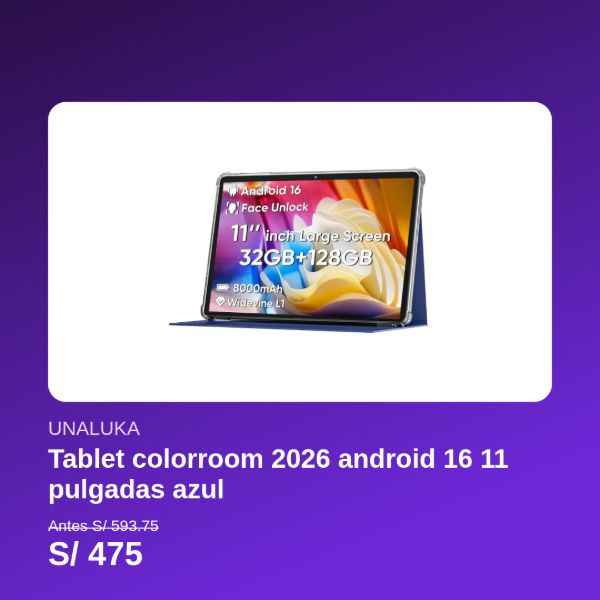 Android 16
Face Unlock
11’’ inch Large Screen
32GB+128GB
8000mAh
Widevine L1
UNALUKA
Tablet colorroom 2026 android 16 11
pulgadas azul
Antes S/ 593.75
S/ 475